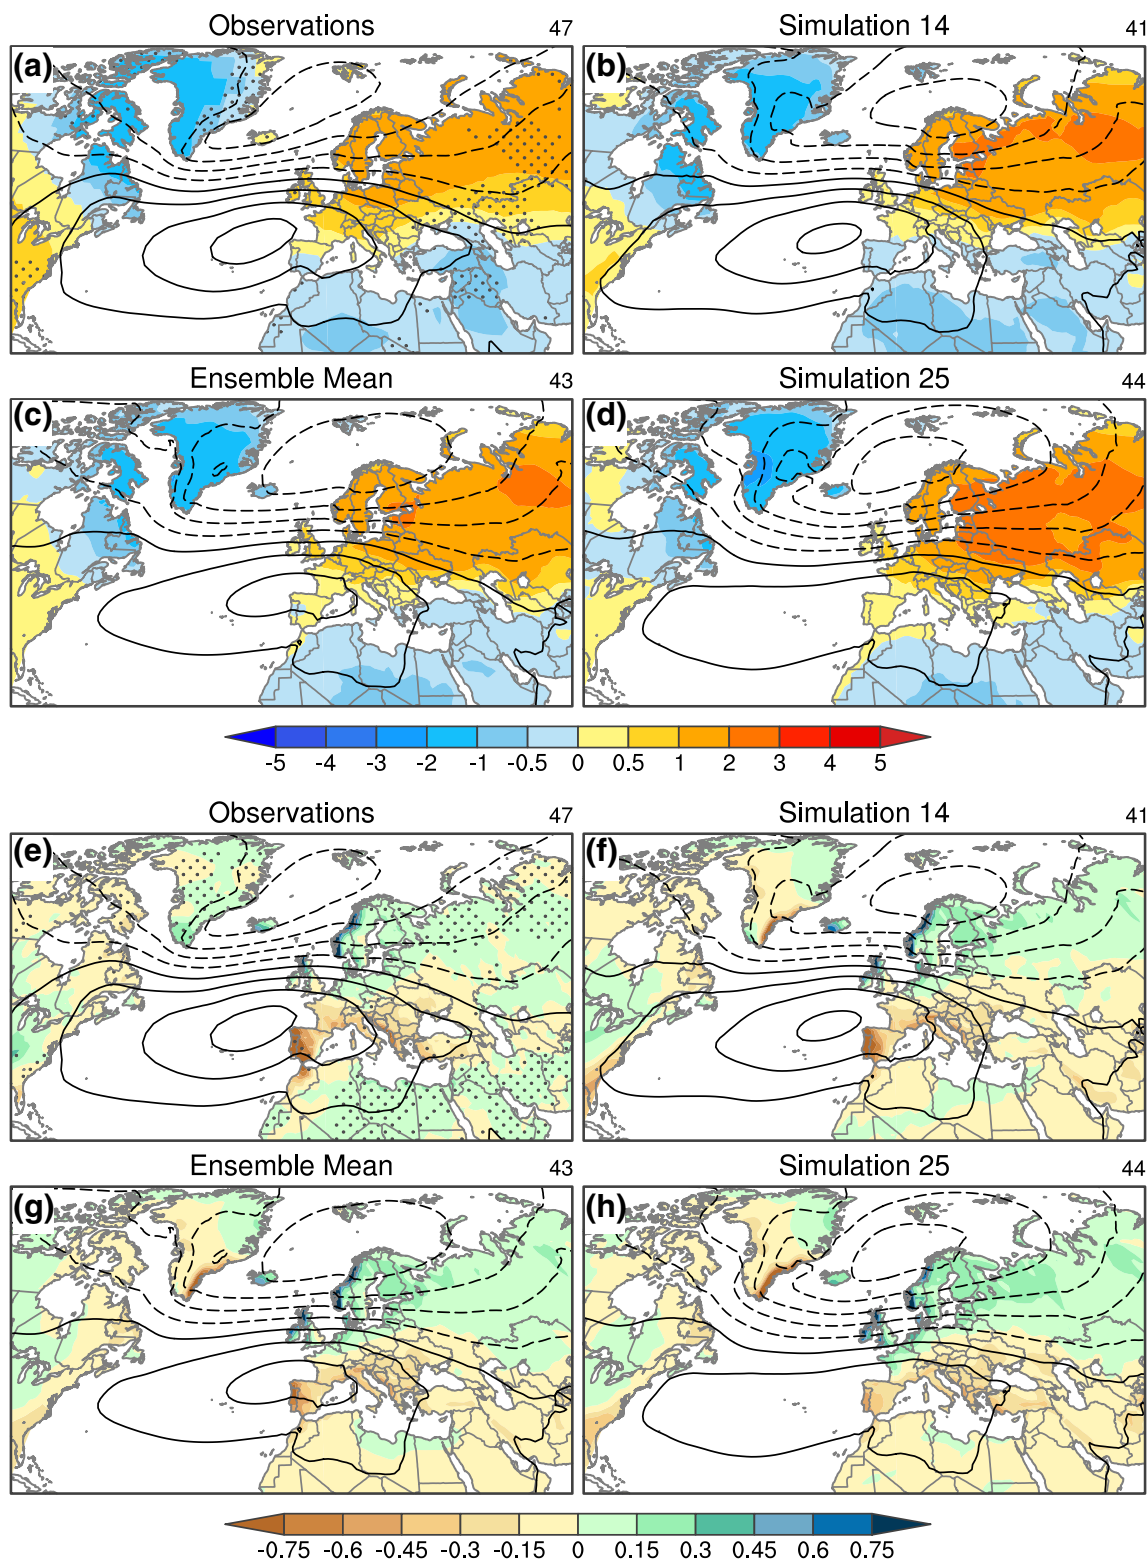 Observations 47 Simulation 14 41
(a) (b)
Ensemble Mean 43 Simulation 25 44
(c) (d)
-5 -4 -3 -2 -1 -0.5 0 0.5 1 2 3 4 5
Observations 47 Simulation 14 41
(e) (f)
Ensemble Mean 43 Simulation 25 44
(g) (h)
-0.75 -0.6 -0.45 -0.3 -0.15 0 0.15 0.3 0.45 0.6 0.75